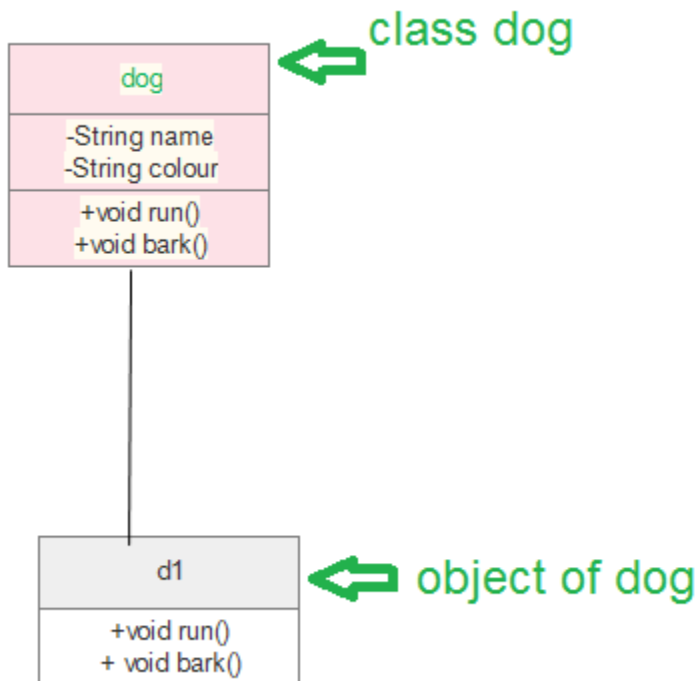 class dog
dog
-String name
-String colour
+void run()
+void bark()
d1
object of dog
+void run()
+ void bark()